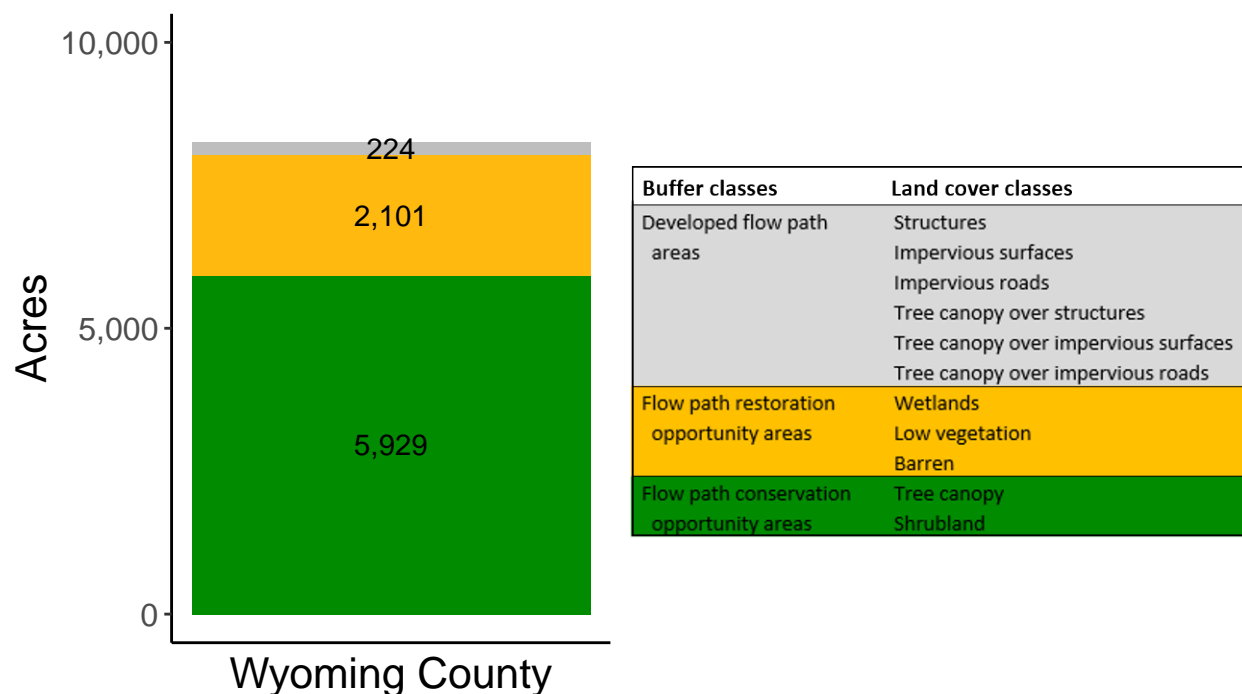 10,000
5,000
0
Acres
224
2,101
5,929
Wyoming County
Buffer classes Land cover classes
Developed flow path Structures
areas Impervious surfaces
Impervious roads
Tree canopy over structures
Tree canopy over impervious surfaces
Tree canopy over impervious roads
Flow path restoration Wetlands
opportunity areas Low vegetation
Barren
Flow path conservation Tree canopy
opportunity areas Shrubland